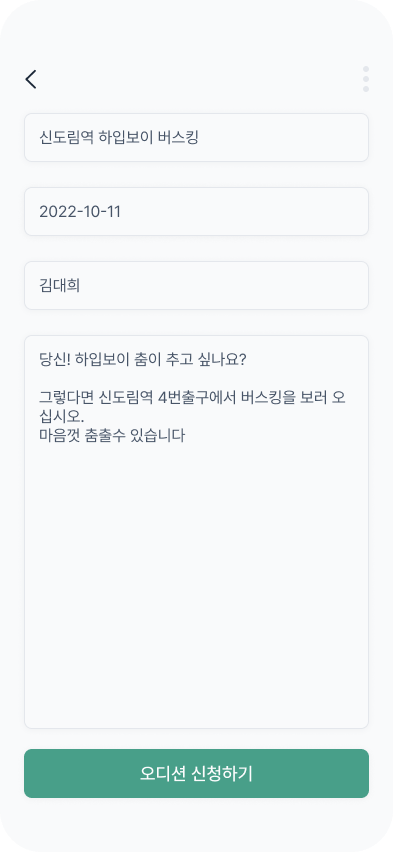 신도림역 하입보이 버스킹
2022-10-11
김대희
당신! 하입보이 춤이 추고 싶나요?
그렇다면 신도림역 4번출구에서 버스킹을 보러 오
십시오.
마음껏 춤출수 있습니다
오디션 신청하기